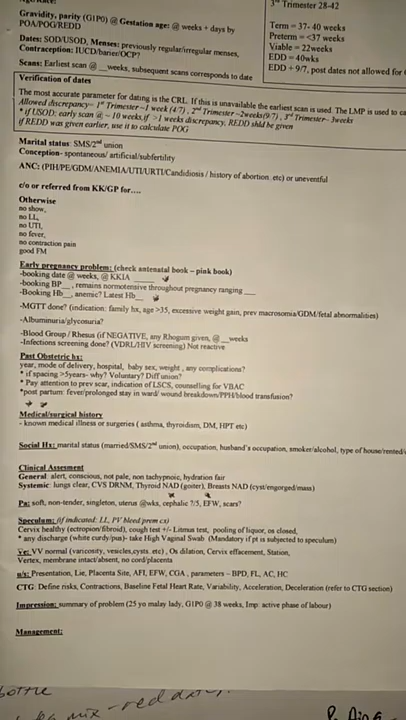 3rd Trimester 28-42
Gravidity, parity (G1P0) @ Gestation age: @ weeks + days by
POA/POG/REDD
Term = 37- 40 weeks
Preterm = <37 weeks
Viable = 22weeks
EDD = 40wks
EDD + 9/7, post dates not allowed for
Dates: SOD/USOD, Menses: previously regular/irregular menses,
Contraception: IUCD/barier/OCP?
Scans: Earliest scan @ __weeks, subsequent scans corresponds to date
Verification of dates
The most accurate parameter for dating is the CRL. If this is unavailable the earliest scan is used. The LMP is used to ca
Allowed discrepancy= 1st Trimester ~1 week (4/7) , 2nd Trimester ~2weeks(9/7) , 3rd Trimester~ 3weeks
* if USOD; early scan @ ~ 10 weeks,if >1 weeks discrepancy, REDD shld be given
if REDD was given earlier, use it to calculate POG
Marital status: SMS/2nd union
Conception- spontaneous/ artificial/subfertility
ANC: (PIH/PE/GDM/ANEMIA/UTI/URTI/Candidiosis / history of abortion etc) or uneventful
c/o or referred from KK/GP for....
Otherwise
no show,
no LL,
no UTI,
no fever,
no contraction pain
good FM
Early pregnancy problem: (check antenatal book – pink book)
-booking date @ weeks, @ KKIA
-booking BP__, remains normotensive throughout pregnancy ranging __
-Booking Hb__, anemic? Latest Hb__
-MGTT done? (indication: family hx, age >35, excessive weight gain, prev macrosomia/GDM/fetal abnormalities)
-Albuminuria/glycosuria?
-Blood Group / Rhesus (if NEGATIVE, any Rhogum given, @ __weeks
-Infections screening done? (VDRL/HIV screening) Not reactive
Past Obstetric hx:
year, mode of delivery, hospital, baby sex, weight , any complications?
* if spacing >5years- why? Voluntary? Diff union?
* Pay attention to prev scar, indication of LSCS, counselling for VBAC
*post partum: fever/prolonged stay in ward/ wound breakdown/PPH/blood transfusion?
Medical/surgical history
- known medical illness or surgeries ( asthma, thyroidism, DM, HPT etc)
Social Hx: marital status (married/SMS/2nd union), occupation, husband's occupation, smoker/alcohol, type of house/rented/
Clinical Assesment
General: alert, conscious, not pale, non tachypnoic, hydration fair
Systemic: lungs clear, CVS DRNM, Thyroid NAD (goiter), Breasts NAD (cyst/engorged/mass)
Pa: soft, non-tender, singleton, uterus @wks, cephalic ?/5, EFW, scars?
Speculum: (if indicated: LL, PV bleed,prem cx)
Cervix healthy (ectropion/fibroid), cough test +/- Litmus test, pooling of liquor, os closed,
* any discharge (white curdy/pus)- take High Vaginal Swab (Mandatory if pt is subjected to speculum)
Ve: VV normal (varicosity, vesicles,cysts. etc) , Os dilation, Cervix effacement, Station,
Vertex, membrane intact/absent, no cord/placenta
u/s: Presentation, Lie, Placenta Site, AFI, EFW, CGA , parameters – BPD, FL, AC, HC
CTG: Define risks, Contractions, Baseline Fetal Heart Rate, Variability, Acceleration, Deceleration (refer to CTG section)
Impression: summary of problem (25 yo malay lady, G1P0 @ 38 weeks, Imp: active phase of labour)
Management:
bottle
mix - red